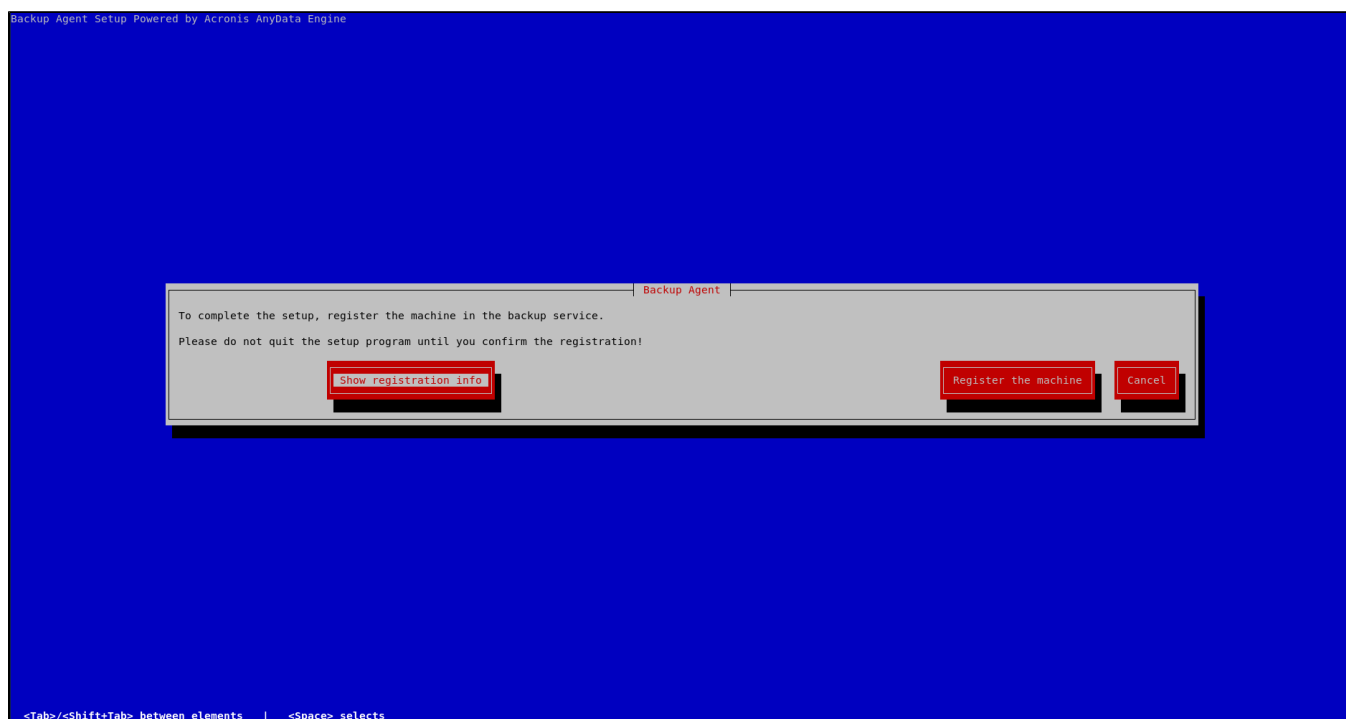 Backup Agent Setup Powered by Acronis AnyData Engine
Backup Agent
To complete the setup, register the machine in the backup service.
Please do not quit the setup program until you confirm the registration!
Show registration info
Register the machine
Cancel
<Tab>/<Shift+Tab> between elements | <Space> selects